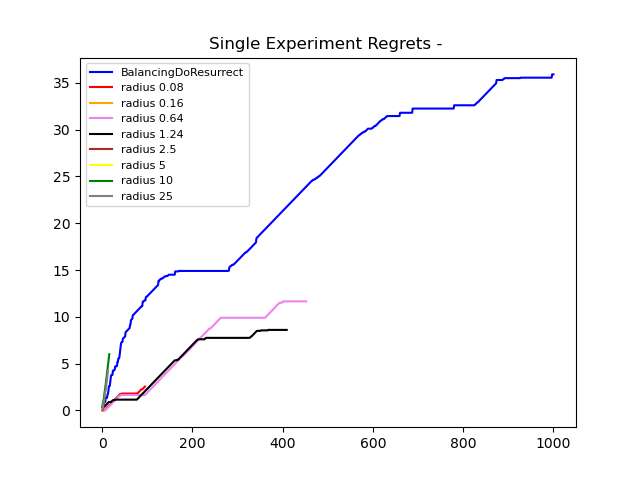 Single Experiment Regrets -
BalancingDoResurrect
radius 0.08
radius 0.16
radius 0.64
radius 1.24
radius 2.5
radius 5
radius 10
radius 25
35
30
25
20
15
10
5
0
0 200 400 600 800 1000